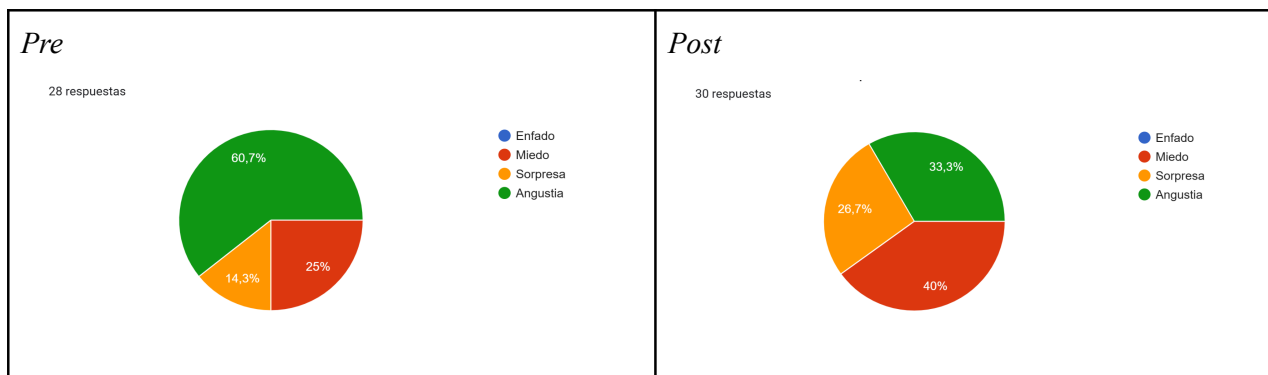 Pre
28 respuestas
60,7%
14,3%
25%
Enfado
Miedo
Sorpresa
Angustia
Post
30 respuestas
33,3%
26,7%
40%
Enfado
Miedo
Sorpresa
Angustia